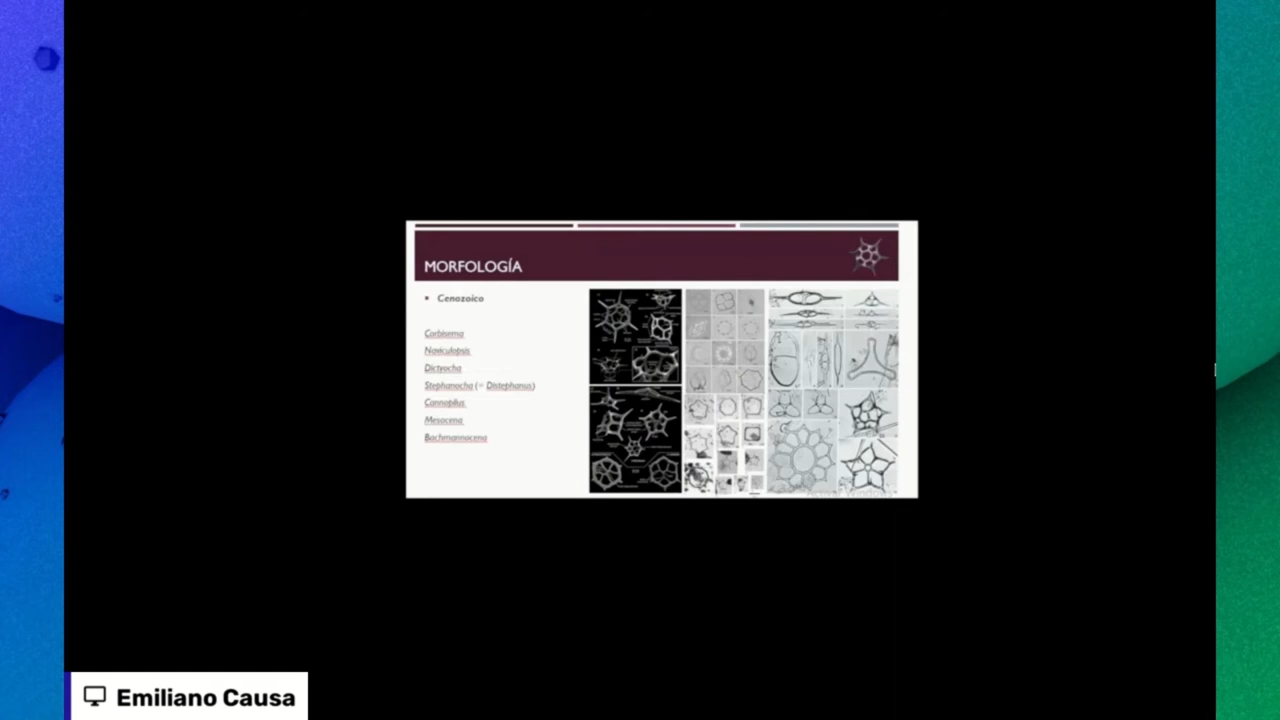 MORFOLOGÍA
Cenozoico
Corbisema
Naviculopsis
Dictyocha
Stephanocha (= Distephanus)
Cannopilus
Mesocena
Bachmannocena
Emiliano Causa